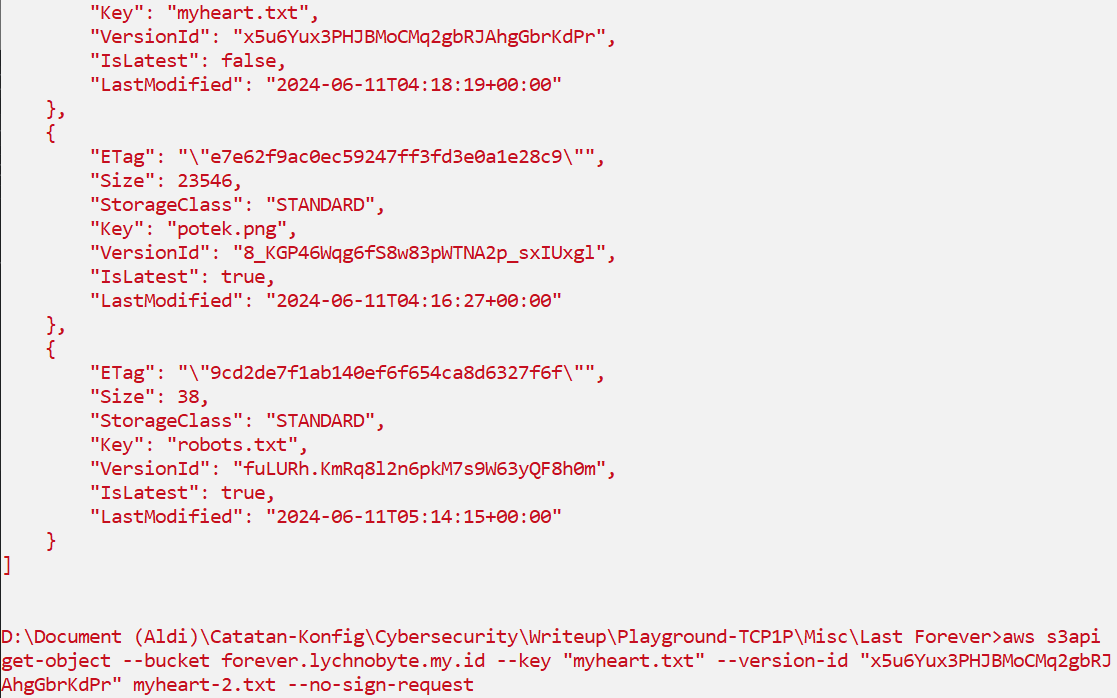 "Key": "myheart.txt",
"VersionId": "x5u6Yux3PHJBMoCMq2gbRJAhgGbrKdPr",
"IsLatest": false,
"LastModified": "2024-06-11T04:18:19+00:00"
},
{
"ETag": "\"e7e62f9ac0ec59247ff3fd3e0a1e28c9\"",
"Size": 23546,
"StorageClass": "STANDARD",
"Key": "potek.png",
"VersionId": "8_KGP46Wqg6fS8w83pWTNA2p_sxIUxgl",
"IsLatest": true,
"LastModified": "2024-06-11T04:16:27+00:00"
},
{
"ETag": "\"9cd2de7f1ab140ef6f654ca8d6327f6f\"",
"Size": 38,
"StorageClass": "STANDARD",
"Key": "robots.txt",
"VersionId": "fuLURh.KmRq8l2n6pkM7s9W63yQF8h0m",
"IsLatest": true,
"LastModified": "2024-06-11T05:14:15+00:00"
}
]
D:\Document (Aldi)\Catatan-Konfig\Cybersecurity\Writeup\Playground-TCP1P\Misc\Last Forever>aws s3api
get-object --bucket forever.lychnobyte.my.id --key "myheart.txt" --version-id "x5u6Yux3PHJBMoCMq2gbRJ
AhgGbrKdPr" myheart-2.txt --no-sign-request